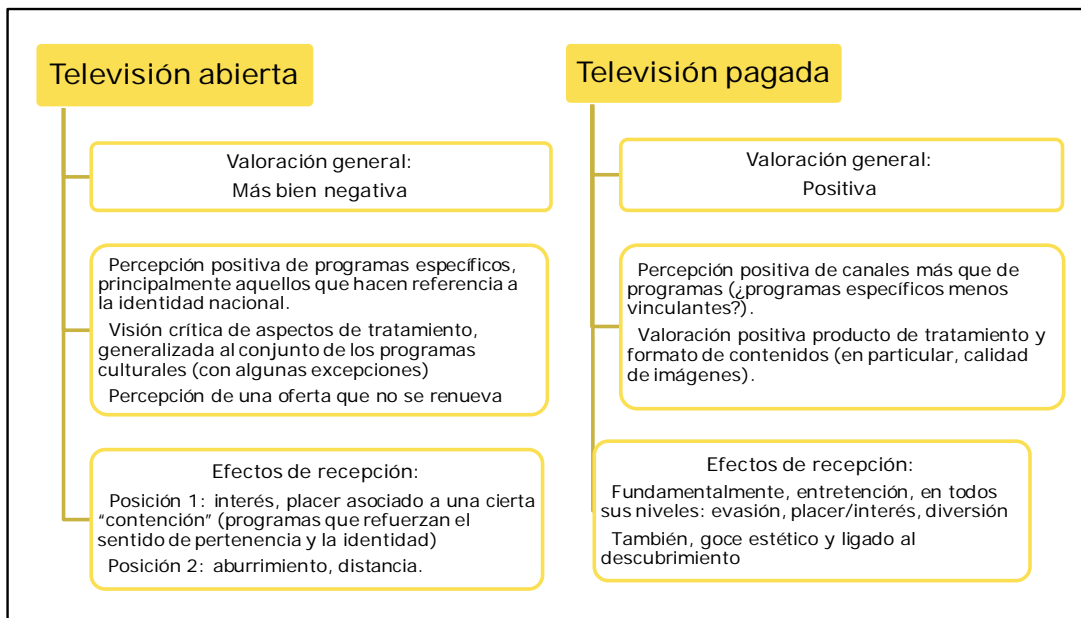 Televisión abierta
Valoración general:
Más bien negativa
Percepción positiva de programas específicos,
principalmente aquellos que hacen referencia a
la identidad nacional.
Visión crítica de aspectos de tratamiento,
generalizada al conjunto de los programas
culturales (con algunas excepciones)
Percepción de una oferta que no se renueva
Efectos de recepción:
Posición 1: interés, placer asociado a una cierta
“contención” (programas que refuerzan el
sentido de pertenencia y la identidad)
Posición 2: aburrimiento, distancia.
Televisión pagada
Valoración general:
Positiva
Percepción positiva de canales más que de
programas (¿programas específicos menos
vinculantes?).
Valoración positiva producto de tratamiento y
formato de contenidos (en particular, calidad
de imágenes).
Efectos de recepción:
Fundamentalmente, entretención, en todos
sus niveles: evasión, placer/interés, diversión
También, goce estético y ligado al
descubrimiento